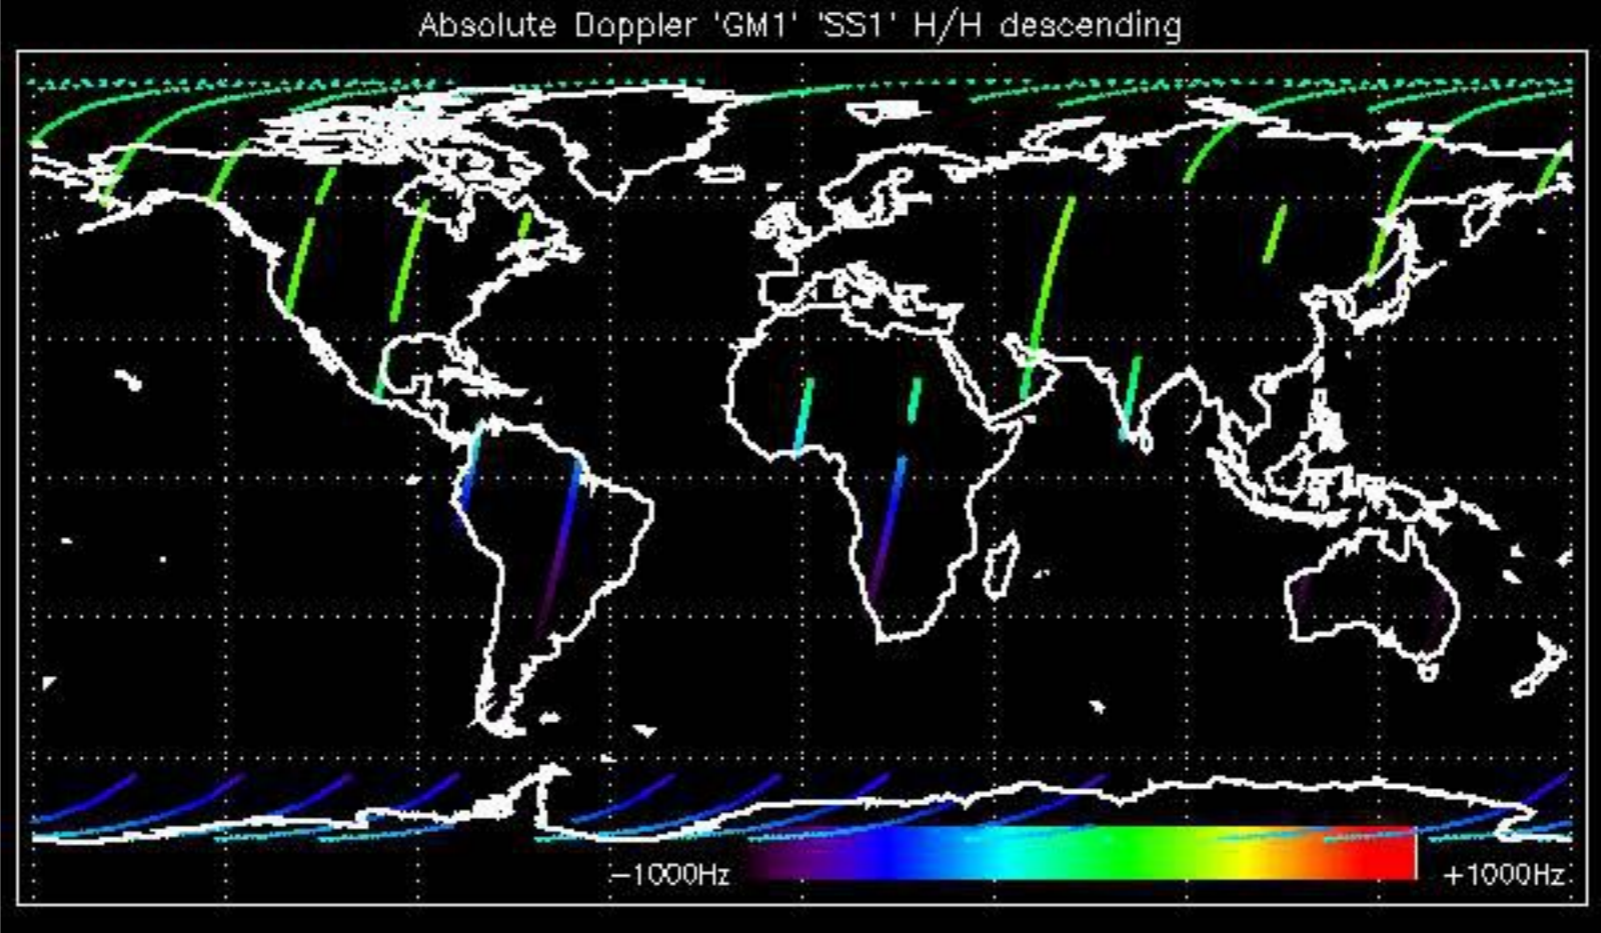 Absolute Doppler 'GM1' 'SS1' H/H descending
−1000Hz
+1000Hz